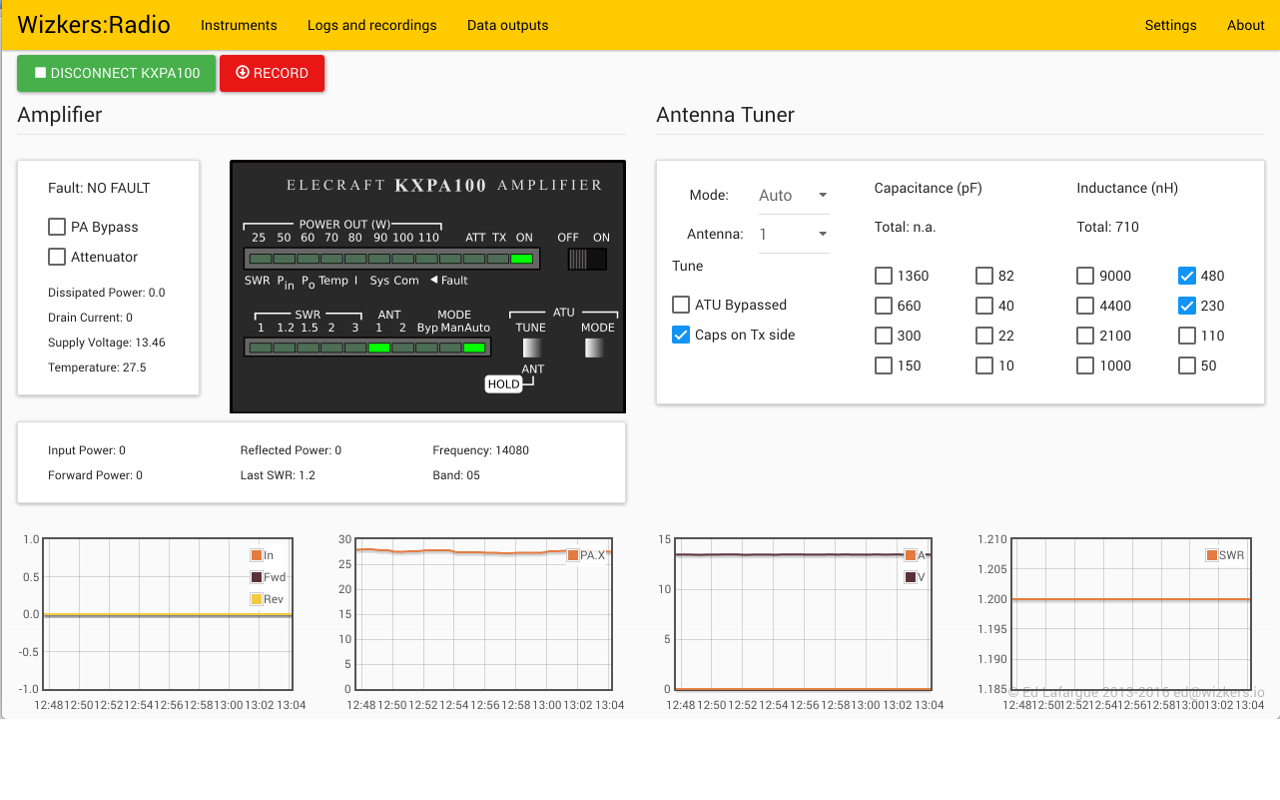 Wizkers:Radio Instruments Logs and recordings Data outputs Settings About
DISCONNECT KXPA100 RECORD
Amplifier
Fault: NO FAULT
PA Bypass
Attenuator
Dissipated Power: 0.0
Drain Current: 0
Supply Voltage: 13.46
Temperature: 27.5
ELECRAFT KXPA100 AMPLIFIER
POWER OUT (W)
25 50 60 70 80 90 100 110 ATT TX ON OFF ON
SWR Pin Po Temp I Sys Com ◄ Fault
SWR ANT MODE ATU
1 1.2 1.5 2 3 1 2 Byp Man Auto TUNE MODE
ANT
HOLD
Input Power: 0 Reflected Power: 0 Frequency: 14080
Forward Power: 0 Last SWR: 1.2 Band: 05
Antenna Tuner
Mode: Auto
Antenna: 1
Tune
ATU Bypassed
Caps on Tx side
Capacitance (pF)
Total: n.a.
1360 82
660 40
300 22
150 10
Inductance (nH)
Total: 710
9000 480
4400 230
2100 110
1000 50
1.0
0.5
0.0
-0.5
-1.0
In
Fwd
Rev
12:48 12:50 12:52 12:54 12:56 12:58 13:00 13:02 13:04
30
25
20
15
10
5
0
PA.X
12:48 12:50 12:52 12:54 12:56 12:58 13:00 13:02 13:04
15
10
5
0
A
V
12:48 12:50 12:52 12:54 12:56 12:58 13:00 13:02 13:04
1.210
1.205
1.200
1.195
1.190
1.185
SWR
© Ed Lafargue 2013-2016 ed@wizkers.io
12:48 12:50 12:52 12:54 12:56 12:58 13:00 13:02 13:04